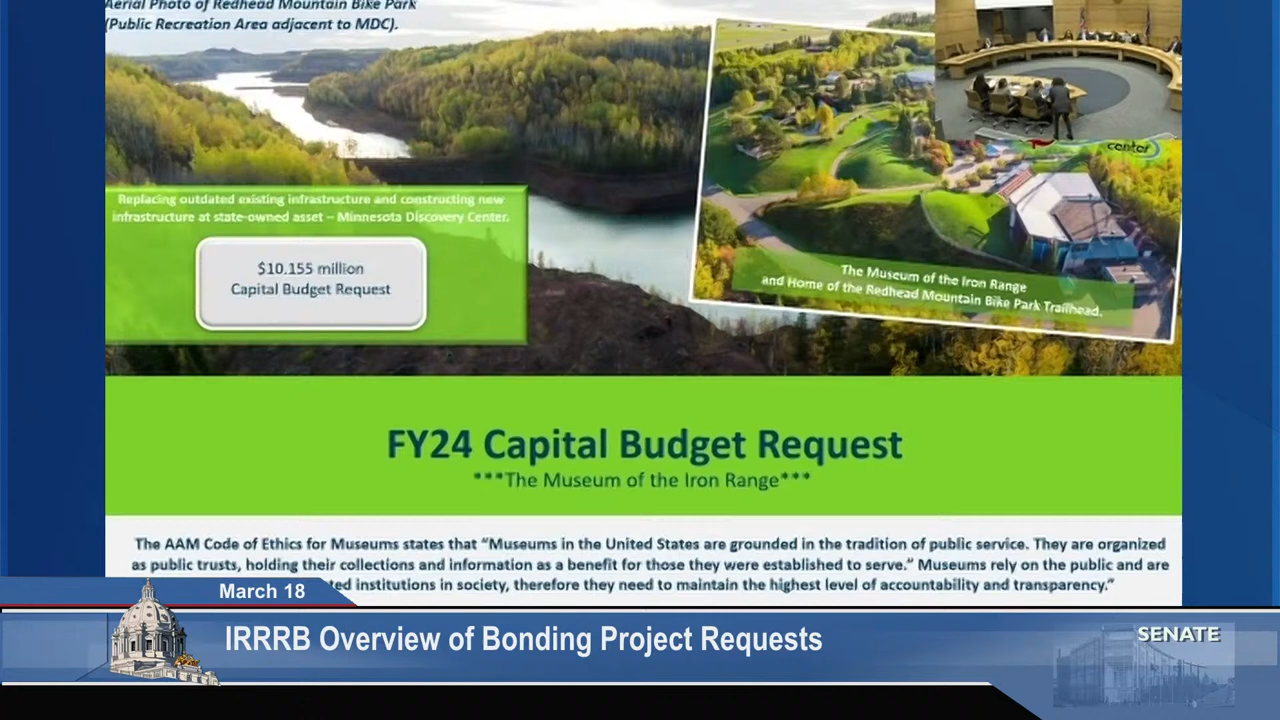 Aerial Photo of Redhead Mountain Bike Park
(Public Recreation Area adjacent to MDC).
center
Replacing outdated existing infrastructure and constructing new
infrastructure at state-owned asset – Minnesota Discovery Center.
$10.155 million
Capital Budget Request
The Museum of the Iron Range
and Home of the Redhead Mountain Bike Park Trailhead.
FY24 Capital Budget Request
***The Museum of the Iron Range***
The AAM Code of Ethics for Museums states that “Museums in the United States are grounded in the tradition of public service. They are organized
as public trusts, holding their collections and information as a benefit for those they were established to serve.” Museums rely on the public and are
institutions in society, therefore they need to maintain the highest level of accountability and transparency.”
March 18
IRRRB Overview of Bonding Project Requests
SENATE